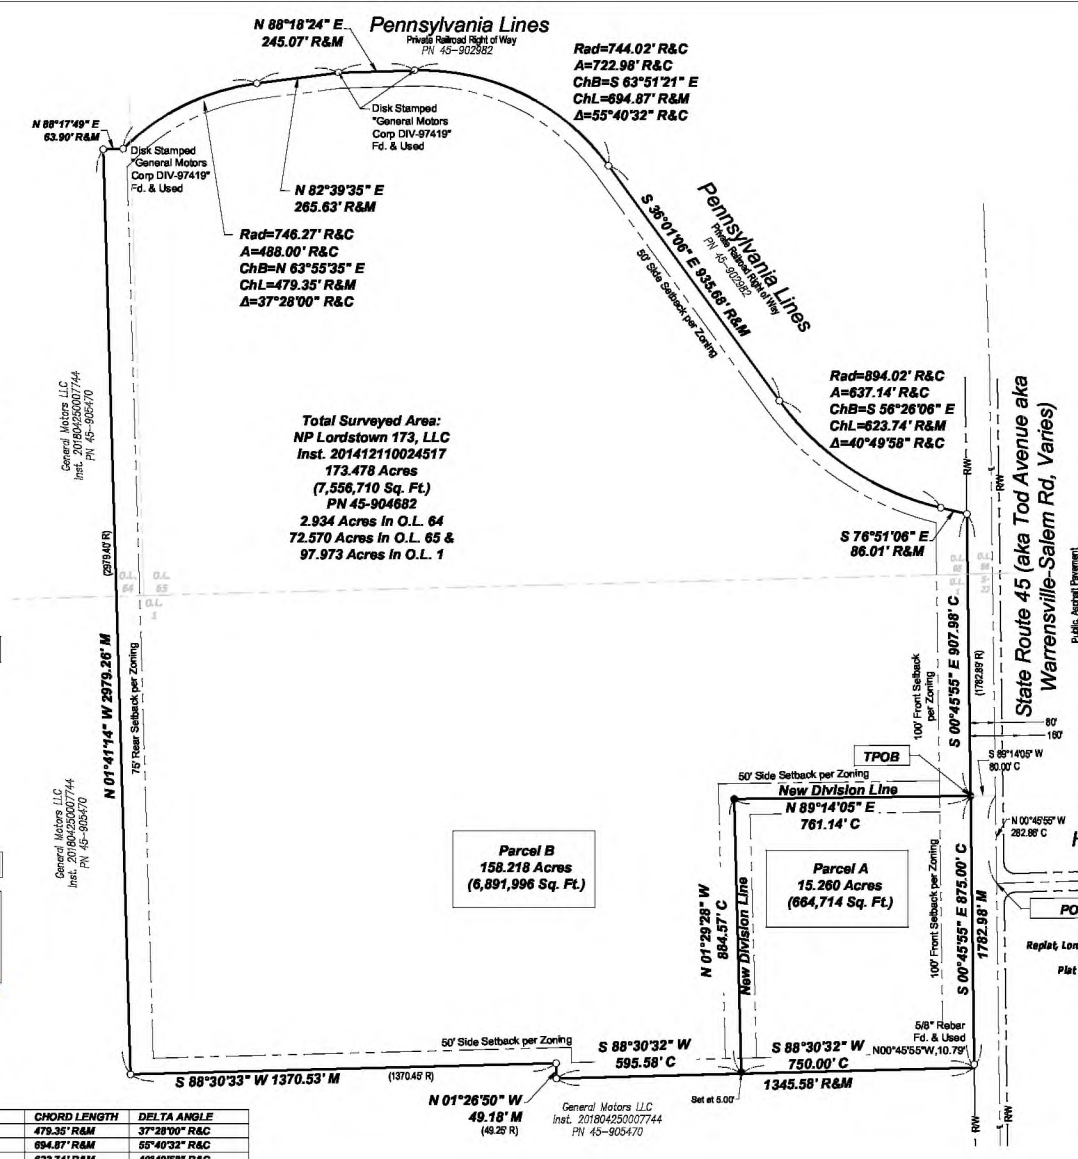 N 88°18'24" E
245.07' R&M
Pennsylvania Lines
Private Railroad Right of Way
PN 45-902982
Rad=744.02' R&C
A=722.98' R&C
ChB=S 63°51'21" E
ChL=694.87' R&M
Δ=55°40'32" R&C
N 88°17'49" E
63.90' R&M
Disk Stamped
"General Motors
Corp DIV-97419"
Fd. & Used
Disk Stamped
"General Motors
Corp DIV-97419"
Fd. & Used
N 82°39'35" E
265.63' R&M
Rad=746.27' R&C
A=488.00' R&C
ChB=N 63°55'35" E
ChL=479.35' R&M
Δ=37°28'00" R&C
S 36°01'06" E 935.68' R&M
50' Side Setback per Zoning
Pennsylvania Lines
Private Railroad Right of Way
PN 45-902982
Rad=894.02' R&C
A=637.14' R&C
ChB=S 56°26'06" E
ChL=623.74' R&M
Δ=40°49'58" R&C
General Motors LLC
Inst. 201804250007744
PN 45-905470
Total Surveyed Area:
NP Lordstown 173, LLC
Inst. 201412110024517
173.478 Acres
(7,556,710 Sq. Ft.)
PN 45-904682
2.934 Acres in O.L. 64
72.570 Acres in O.L. 65 &
97.973 Acres in O.L. 1
S 76°51'06" E
86.01' R&M
R/W
R/W
State Route 45 (aka Tod Avenue aka
Warrensville-Salem Rd, Varies)
Public, Asphalt Pavement
(2979.40' R)
O.L.
64
O.L.
65
O.L.
1
N 01°41'14" W 2979.26' M
75' Rear Setback per Zoning
S 00°45'55" E 907.98' C
(1782.89' R)
100' Front Setback
per Zoning
80'
160'
TPOB
S 89°14'05" W
80.00' C
50' Side Setback per Zoning
New Division Line
N 89°14'05" E
761.14' C
N 00°45'55" W
282.86' C
General Motors LLC
Inst. 201804250007744
PN 45-905470
Parcel B
158.218 Acres
(6,891,996 Sq. Ft.)
Parcel A
15.260 Acres
(664,714 Sq. Ft.)
N 01°29'28" W
884.57' C
New Division Line
100' Front Setback per Zoning
S 00°45'55" E 875.00' C
1782.98' M
PO
Replat, Lor
Plat
5/8" Rebar
Fd. & Used
N00°45'55"W,10.79'
50' Side Setback per Zoning
S 88°30'32" W
595.58' C
S 88°30'32" W
750.00' C
1345.58' R&M
S 88°30'33" W 1370.53' M
(1370.45' R)
N 01°26'50" W
49.18' M
(49.25' R)
General Motors LLC
Inst. 201804250007744
PN 45-905470
Set at 5.00'
R/W
R/W
CHORD LENGTH DELTA ANGLE
479.35' R&M 37°28'00" R&C
694.87' R&M 55°40'32" R&C
623.74' R&M 40°49'58" R&C